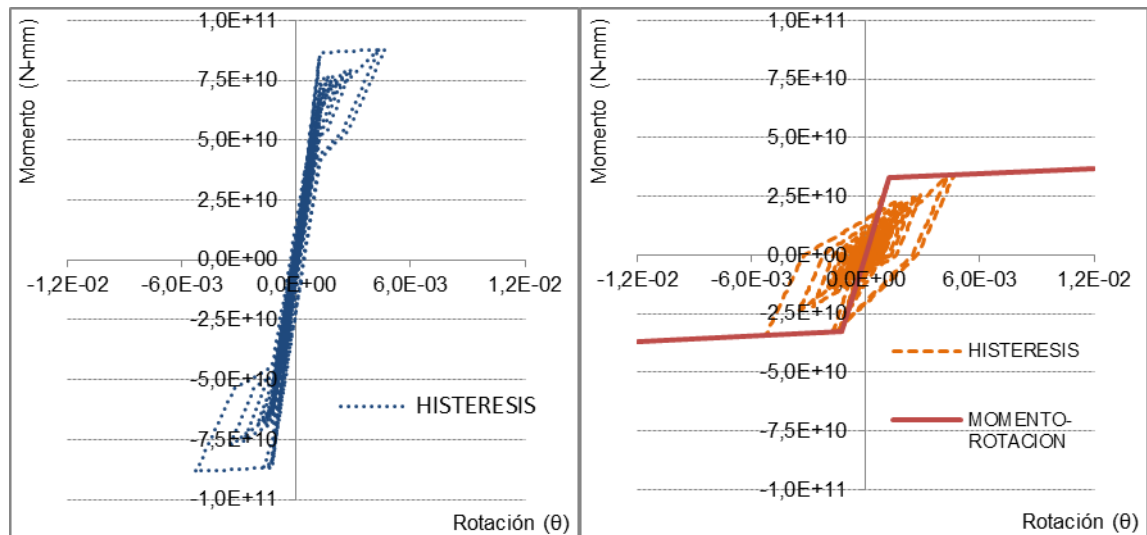 Momento (N-mm)
1,0E+11
7,5E+10
5,0E+10
2,5E+10
0,0E+00
-1,2E-02
-6,0E-03
0,0E+00
6,0E-03
1,2E-02
-2,5E+10
-5,0E+10
-7,5E+10
-1,0E+11
HISTERESIS
Rotación (θ)
Momento (N-mm)
1,0E+11
7,5E+10
5,0E+10
2,5E+10
0,0E+00
-1,2E-02
-6,0E-03
0,0E+00
6,0E-03
1,2E-02
-2,5E+10
-5,0E+10
-7,5E+10
-1,0E+11
HISTERESIS
MOMENTO-
ROTACION
Rotación (θ)